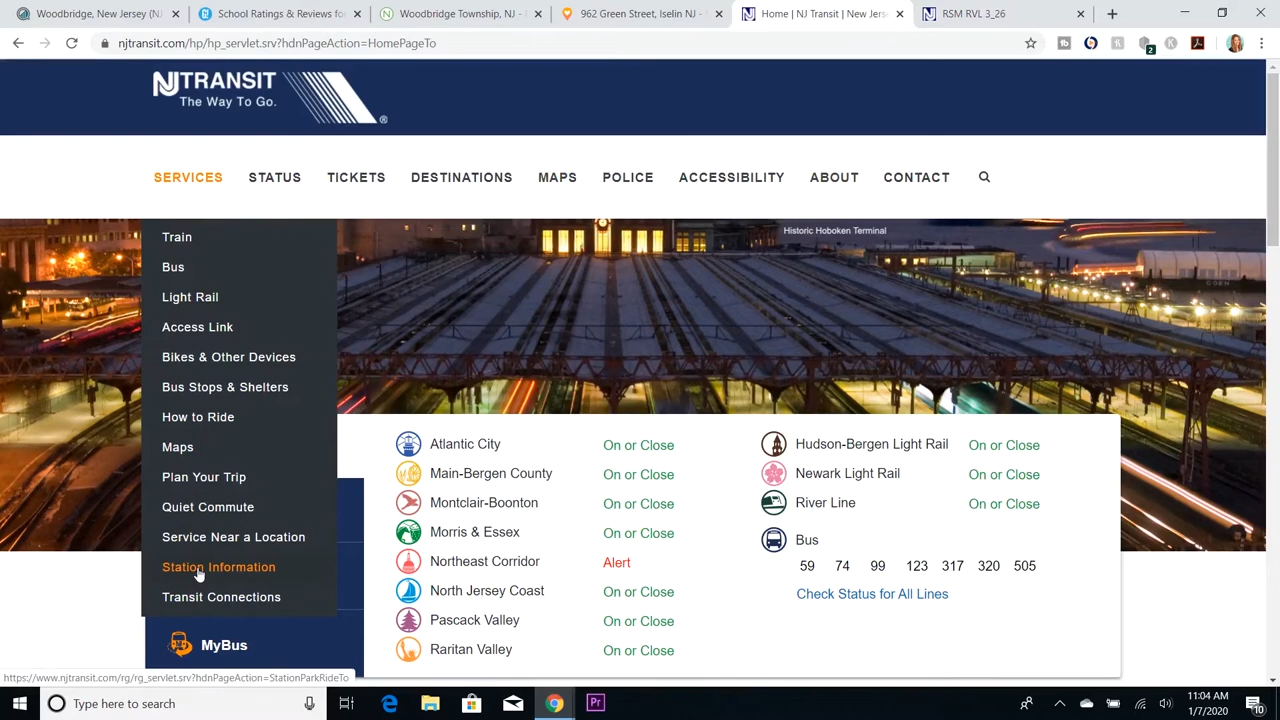 Woodbridge, New Jersey (NJ
School Ratings & Reviews for
Woodbridge Township, NJ -
962 Green Street, Iselin NJ -
Home | NJ Transit | New Jers
RSM RVL 3_26
njtransit.com/hp/hp_servlet.srv?hdnPageAction=HomePageTo
2
NJTRANSIT
The Way To Go.
®
SERVICES STATUS TICKETS DESTINATIONS MAPS POLICE ACCESSIBILITY ABOUT CONTACT
Historic Hoboken Terminal
Train
Bus
Light Rail
Access Link
Bikes & Other Devices
Bus Stops & Shelters
How to Ride
Maps
Plan Your Trip
Quiet Commute
Service Near a Location
Station Information
Transit Connections
MyBus
Atlantic City On or Close
Main-Bergen County On or Close
Montclair-Boonton On or Close
Morris & Essex On or Close
Northeast Corridor Alert
North Jersey Coast On or Close
Pascack Valley On or Close
Raritan Valley On or Close
Hudson-Bergen Light Rail On or Close
Newark Light Rail On or Close
River Line On or Close
Bus
59 74 99 123 317 320 505
Check Status for All Lines
https://www.njtransit.com/rg/rg_servlet.srv?hdnPageAction=StationParkRideTo
Type here to search
Pr
11:04 AM
1/7/2020
10